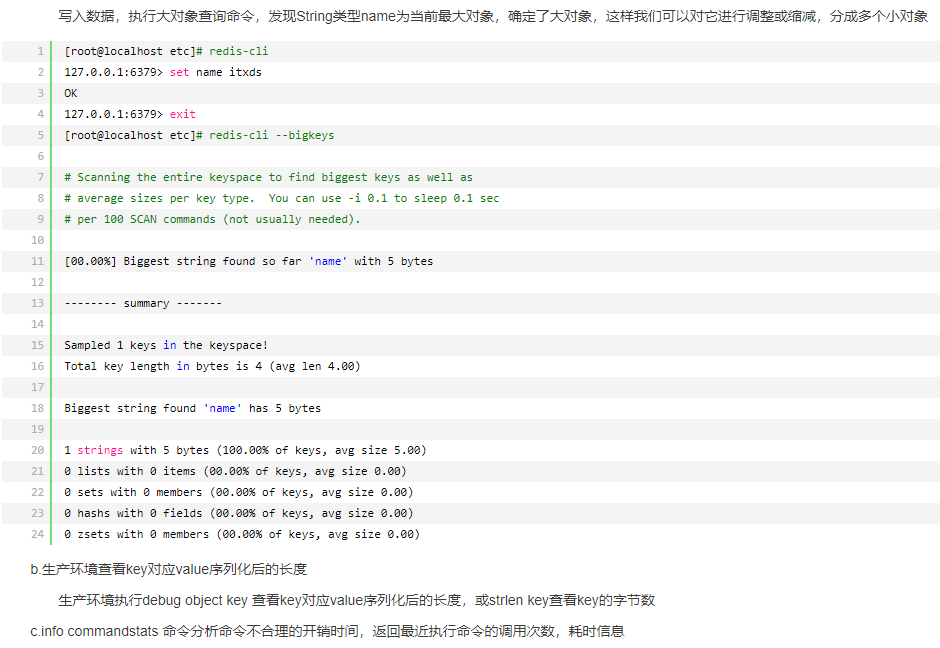 写入数据，执行大对象查询命令，发现String类型name为当前最大对象，确定了大对象，这样我们可以对它进行调整或缩减，分成多个小对象
1 [root@localhost etc]# redis-cli
2 127.0.0.1:6379> set name itxds
3 OK
4 127.0.0.1:6379> exit
5 [root@localhost etc]# redis-cli --bigkeys
6
7 # Scanning the entire keyspace to find biggest keys as well as
8 # average sizes per key type.  You can use -i 0.1 to sleep 0.1 sec
9 # per 100 SCAN commands (not usually needed).
10
11 [00.00%] Biggest string found so far 'name' with 5 bytes
12
13 -------- summary -------
14
15 Sampled 1 keys in the keyspace!
16 Total key length in bytes is 4 (avg len 4.00)
17
18 Biggest string found 'name' has 5 bytes
19
20 1 strings with 5 bytes (100.00% of keys, avg size 5.00)
21 0 lists with 0 items (00.00% of keys, avg size 0.00)
22 0 sets with 0 members (00.00% of keys, avg size 0.00)
23 0 hashs with 0 fields (00.00% of keys, avg size 0.00)
24 0 zsets with 0 members (00.00% of keys, avg size 0.00)
b.生产环境查看key对应value序列化后的长度
生产环境执行debug object key 查看key对应value序列化后的长度，或strlen key查看key的字节数
c.info commandstats 命令分析命令不合理的开销时间，返回最近执行命令的调用次数，耗时信息